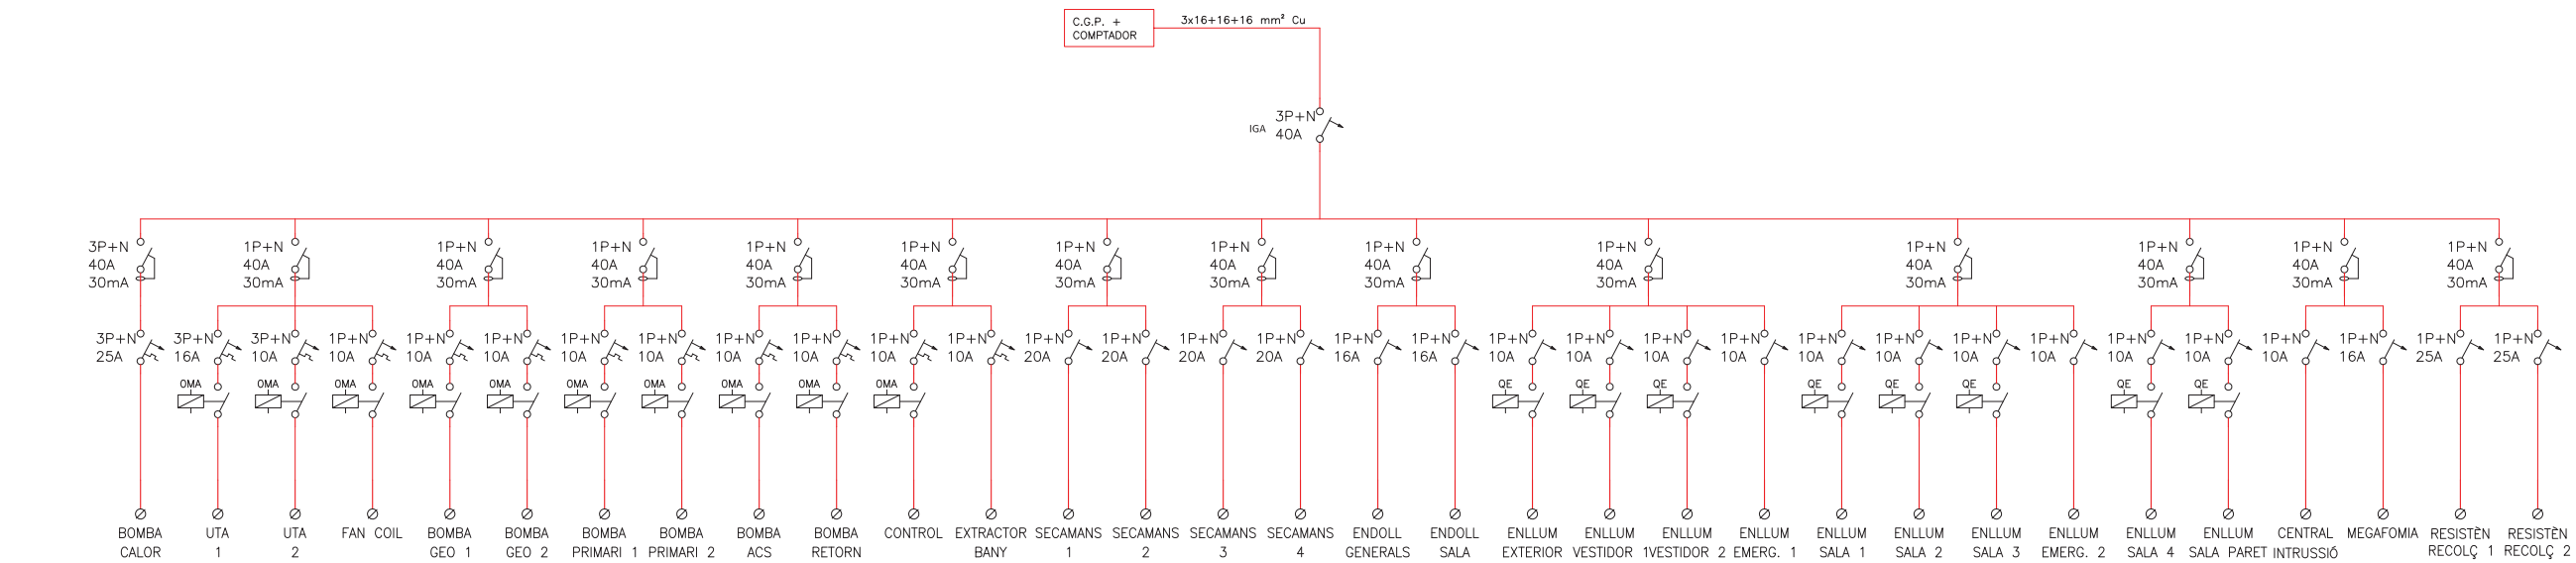 C.G.P. +
COMPTADOR
3x16+16+16 mm² Cu
IGA
3P+N
40A
3P+N
40A
30mA
1P+N
40A
30mA
1P+N
40A
30mA
1P+N
40A
30mA
1P+N
40A
30mA
1P+N
40A
30mA
1P+N
40A
30mA
1P+N
40A
30mA
1P+N
40A
30mA
1P+N
40A
30mA
1P+N
40A
30mA
1P+N
40A
30mA
1P+N
40A
30mA
1P+N
40A
30mA
3P+N
25A
3P+N
16A
3P+N
10A
1P+N
10A
1P+N
10A
1P+N
10A
1P+N
10A
1P+N
10A
1P+N
10A
1P+N
10A
1P+N
10A
1P+N
10A
1P+N
20A
1P+N
20A
1P+N
20A
1P+N
20A
1P+N
16A
1P+N
16A
1P+N
10A
1P+N
10A
1P+N
10A
1P+N
10A
1P+N
10A
1P+N
10A
1P+N
10A
1P+N
10A
1P+N
10A
1P+N
10A
1P+N
10A
1P+N
16A
1P+N
25A
1P+N
25A
OMA
OMA
OMA
OMA
OMA
OMA
OMA
OMA
OMA
OMA
QE
QE
QE
QE
QE
QE
QE
QE
BOMBA
CALOR
UTA
1
UTA
2
FAN COIL
BOMBA
GEO 1
BOMBA
GEO 2
BOMBA
PRIMARI 1
BOMBA
PRIMARI 2
BOMBA
ACS
BOMBA
RETORN
CONTROL
EXTRACTOR
BANY
SECAMANS
1
SECAMANS
2
SECAMANS
3
SECAMANS
4
ENDOLL
GENERALS
ENDOLL
SALA
ENLLUM
EXTERIOR
ENLLUM
VESTIDOR 1
ENLLUM
VESTIDOR 2
ENLLUM
EMERG. 1
ENLLUM
SALA 1
ENLLUM
SALA 2
ENLLUM
SALA 3
ENLLUM
EMERG. 2
ENLLUM
SALA 4
ENLLUM
SALA PARET
CENTRAL
INTRUSSIÓ
MEGAFOMIA
RESISTÈN
RECOLÇ 1
RESISTÈN
RECOLÇ 2